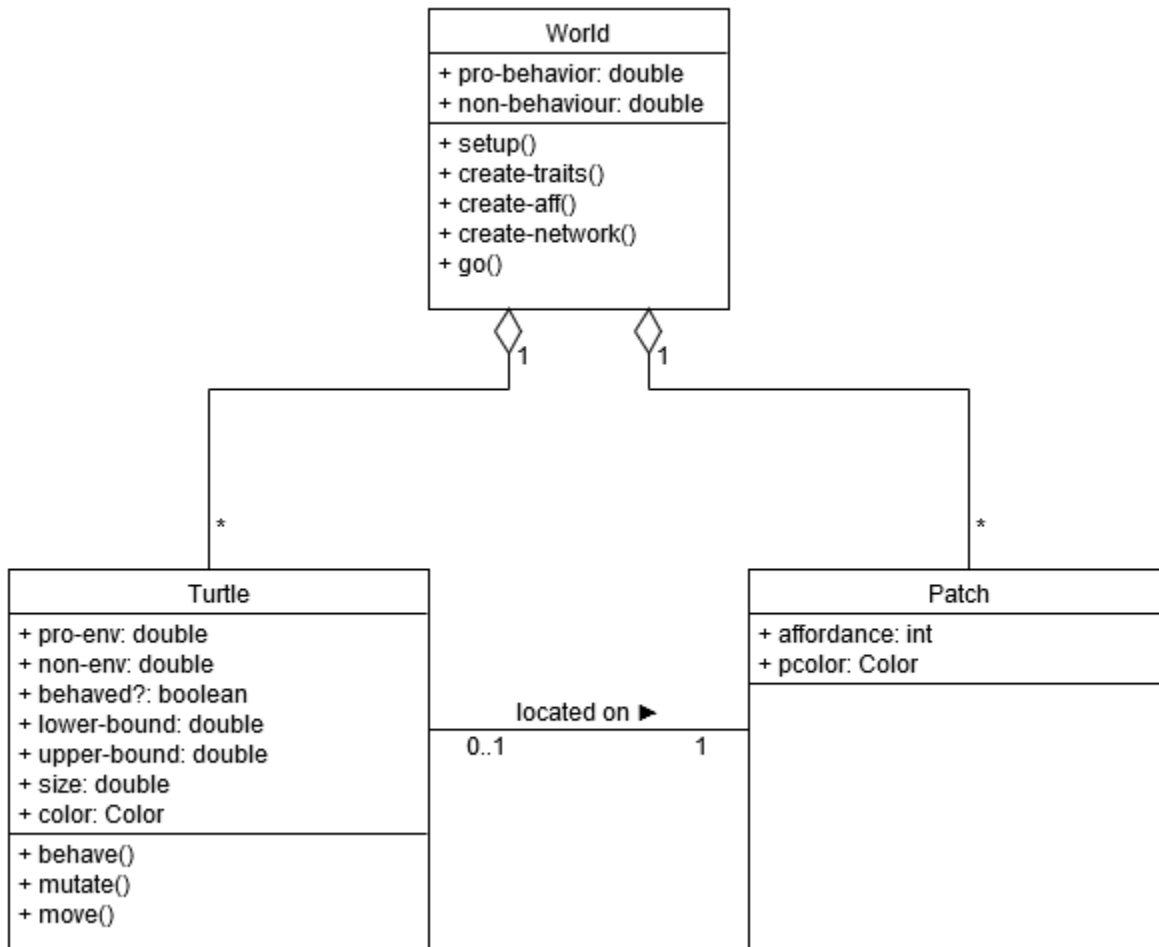 World
+ pro-behavior: double
+ non-behaviour: double
+ setup()
+ create-traits()
+ create-aff()
+ create-network()
+ go()
1
1
*
*
Turtle
+ pro-env: double
+ non-env: double
+ behaved?: boolean
+ lower-bound: double
+ upper-bound: double
+ size: double
+ color: Color
+ behave()
+ mutate()
+ move()
located on ►
0..1
1
Patch
+ affordance: int
+ pcolor: Color